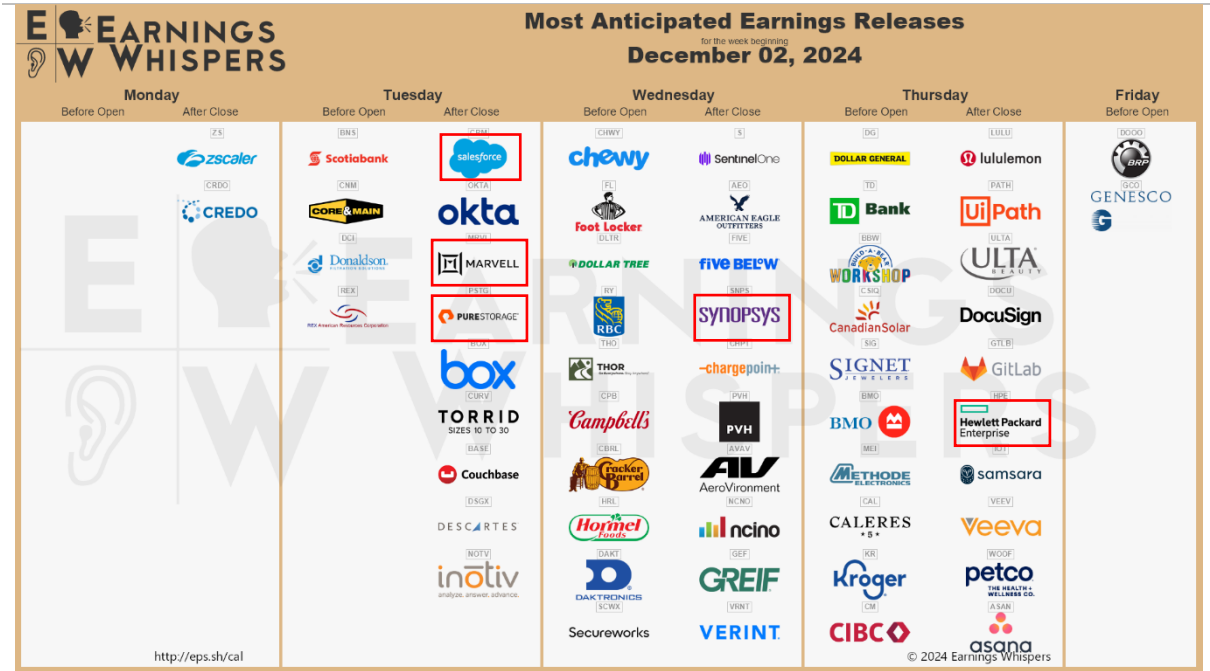 E
W
EARNINGS
WHISPERS
Most Anticipated Earnings Releases
for the week beginning
December 02, 2024
Monday
Before Open
After Close
ZS
zscaler
CRDO
CREDO
Tuesday
Before Open
BNS
Scotiabank
CNM
CORE & MAIN
DCI
Donaldson.
FILTRATION SOLUTIONS
REX
REX American Resources Corporation
After Close
CRM
salesforce
OKTA
okta
MRVL
MARVELL
PSTG
PURESTORAGE
BOX
box
CURV
TORRID
SIZES 10 TO 30
BASE
Couchbase
DSGX
DESCARTES
NOTV
inotiv
analyze. answer. advance.
Wednesday
Before Open
CHWY
chewy
FL
Foot Locker
DLTR
DOLLAR TREE
RY
RBC
THO
THOR
CPB
Campbell's
CBRL
Cracker
Barrel
HRL
Hormel
Foods
DAKT
DAKTRONICS
SCWX
Secureworks
After Close
S
SentinelOne
AEO
AMERICAN EAGLE
OUTFITTERS
FIVE
five BEL°W
SNPS
SYNOPSYS
CHPT
-chargepoin+
PVH
PVH
AVAV
AV
AeroVironment
NCNO
ncino
GEF
GREIF
VRNT
VERINT
Thursday
Before Open
DG
DOLLAR GENERAL
TD
TD Bank
BBW
BUILD-A-BEAR
WORKSHOP
CSIQ
CanadianSolar
SIG
SIGNET
JEWELERS
BMO
BMO
MEI
METHODE
ELECTRONICS
CAL
CALERES
•5•
KR
Kroger
CM
CIBC
After Close
LULU
lululemon
PATH
UiPath
ULTA
ULTA
BEAUTY
DOCU
DocuSign
GTLB
GitLab
HPE
Hewlett Packard
Enterprise
IOT
samsara
VEEV
Veeva
WOOF
petco
THE HEALTH +
WELLNESS CO.
ASAN
asana
Friday
Before Open
DOOO
BRP
GCO
GENESCO
G
E
EARNINGS
W
WHISPERS
http://eps.sh/cal
© 2024 Earnings Whispers